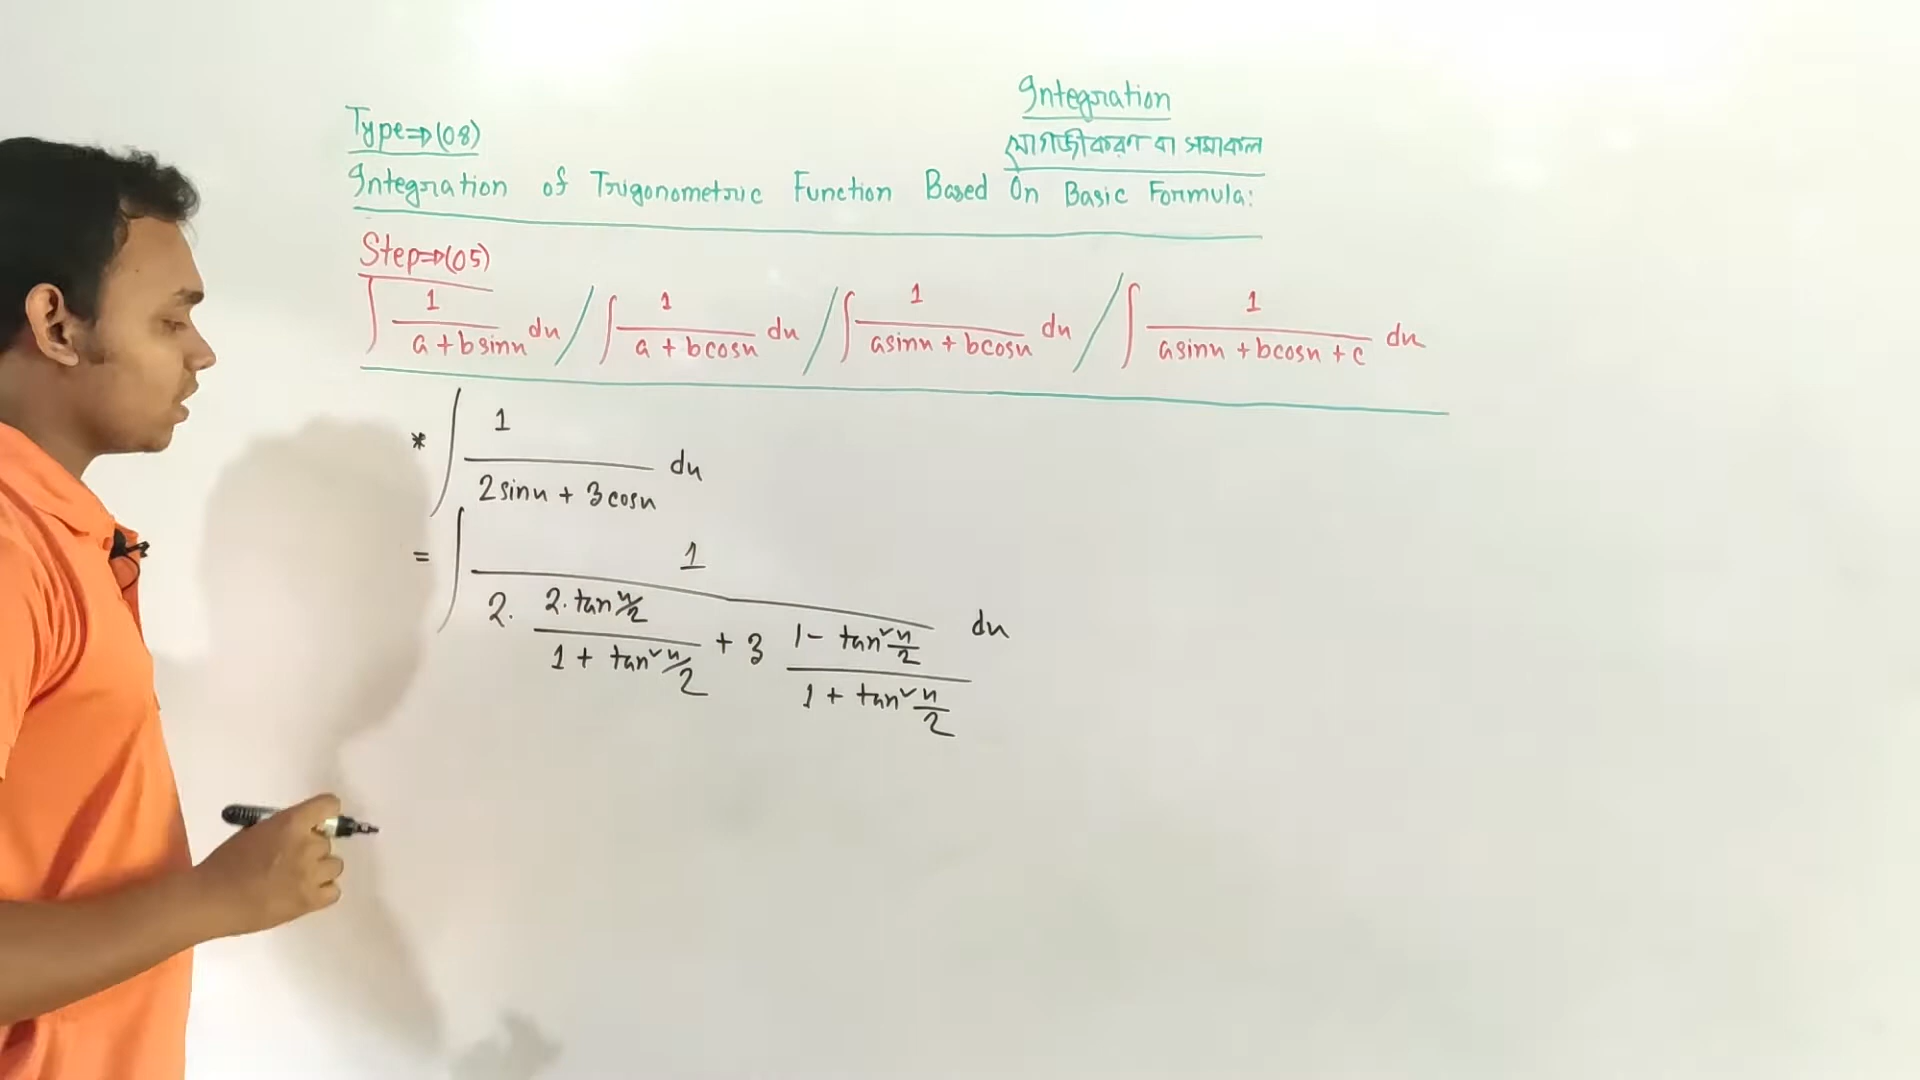 Integration
যোগজীকরণ বা সমাকল
Type⇒(08)
Integration of Trigonometric Function Based On Basic Formula:
Step⇒(05)
∫ 1/(a + b sinx) dx / ∫ 1/(a + b cosx) dx / ∫ 1/(a sinx + b cosx) dx / ∫ 1/(a sinx + b cosx + c) dx
* ∫ 1/(2 sinx + 3 cosx) dx
= ∫ 1/(2. (2. tan x/2)/(1 + tan² x/2) + 3 (1 - tan² x/2)/(1 + tan² x/2)) dx